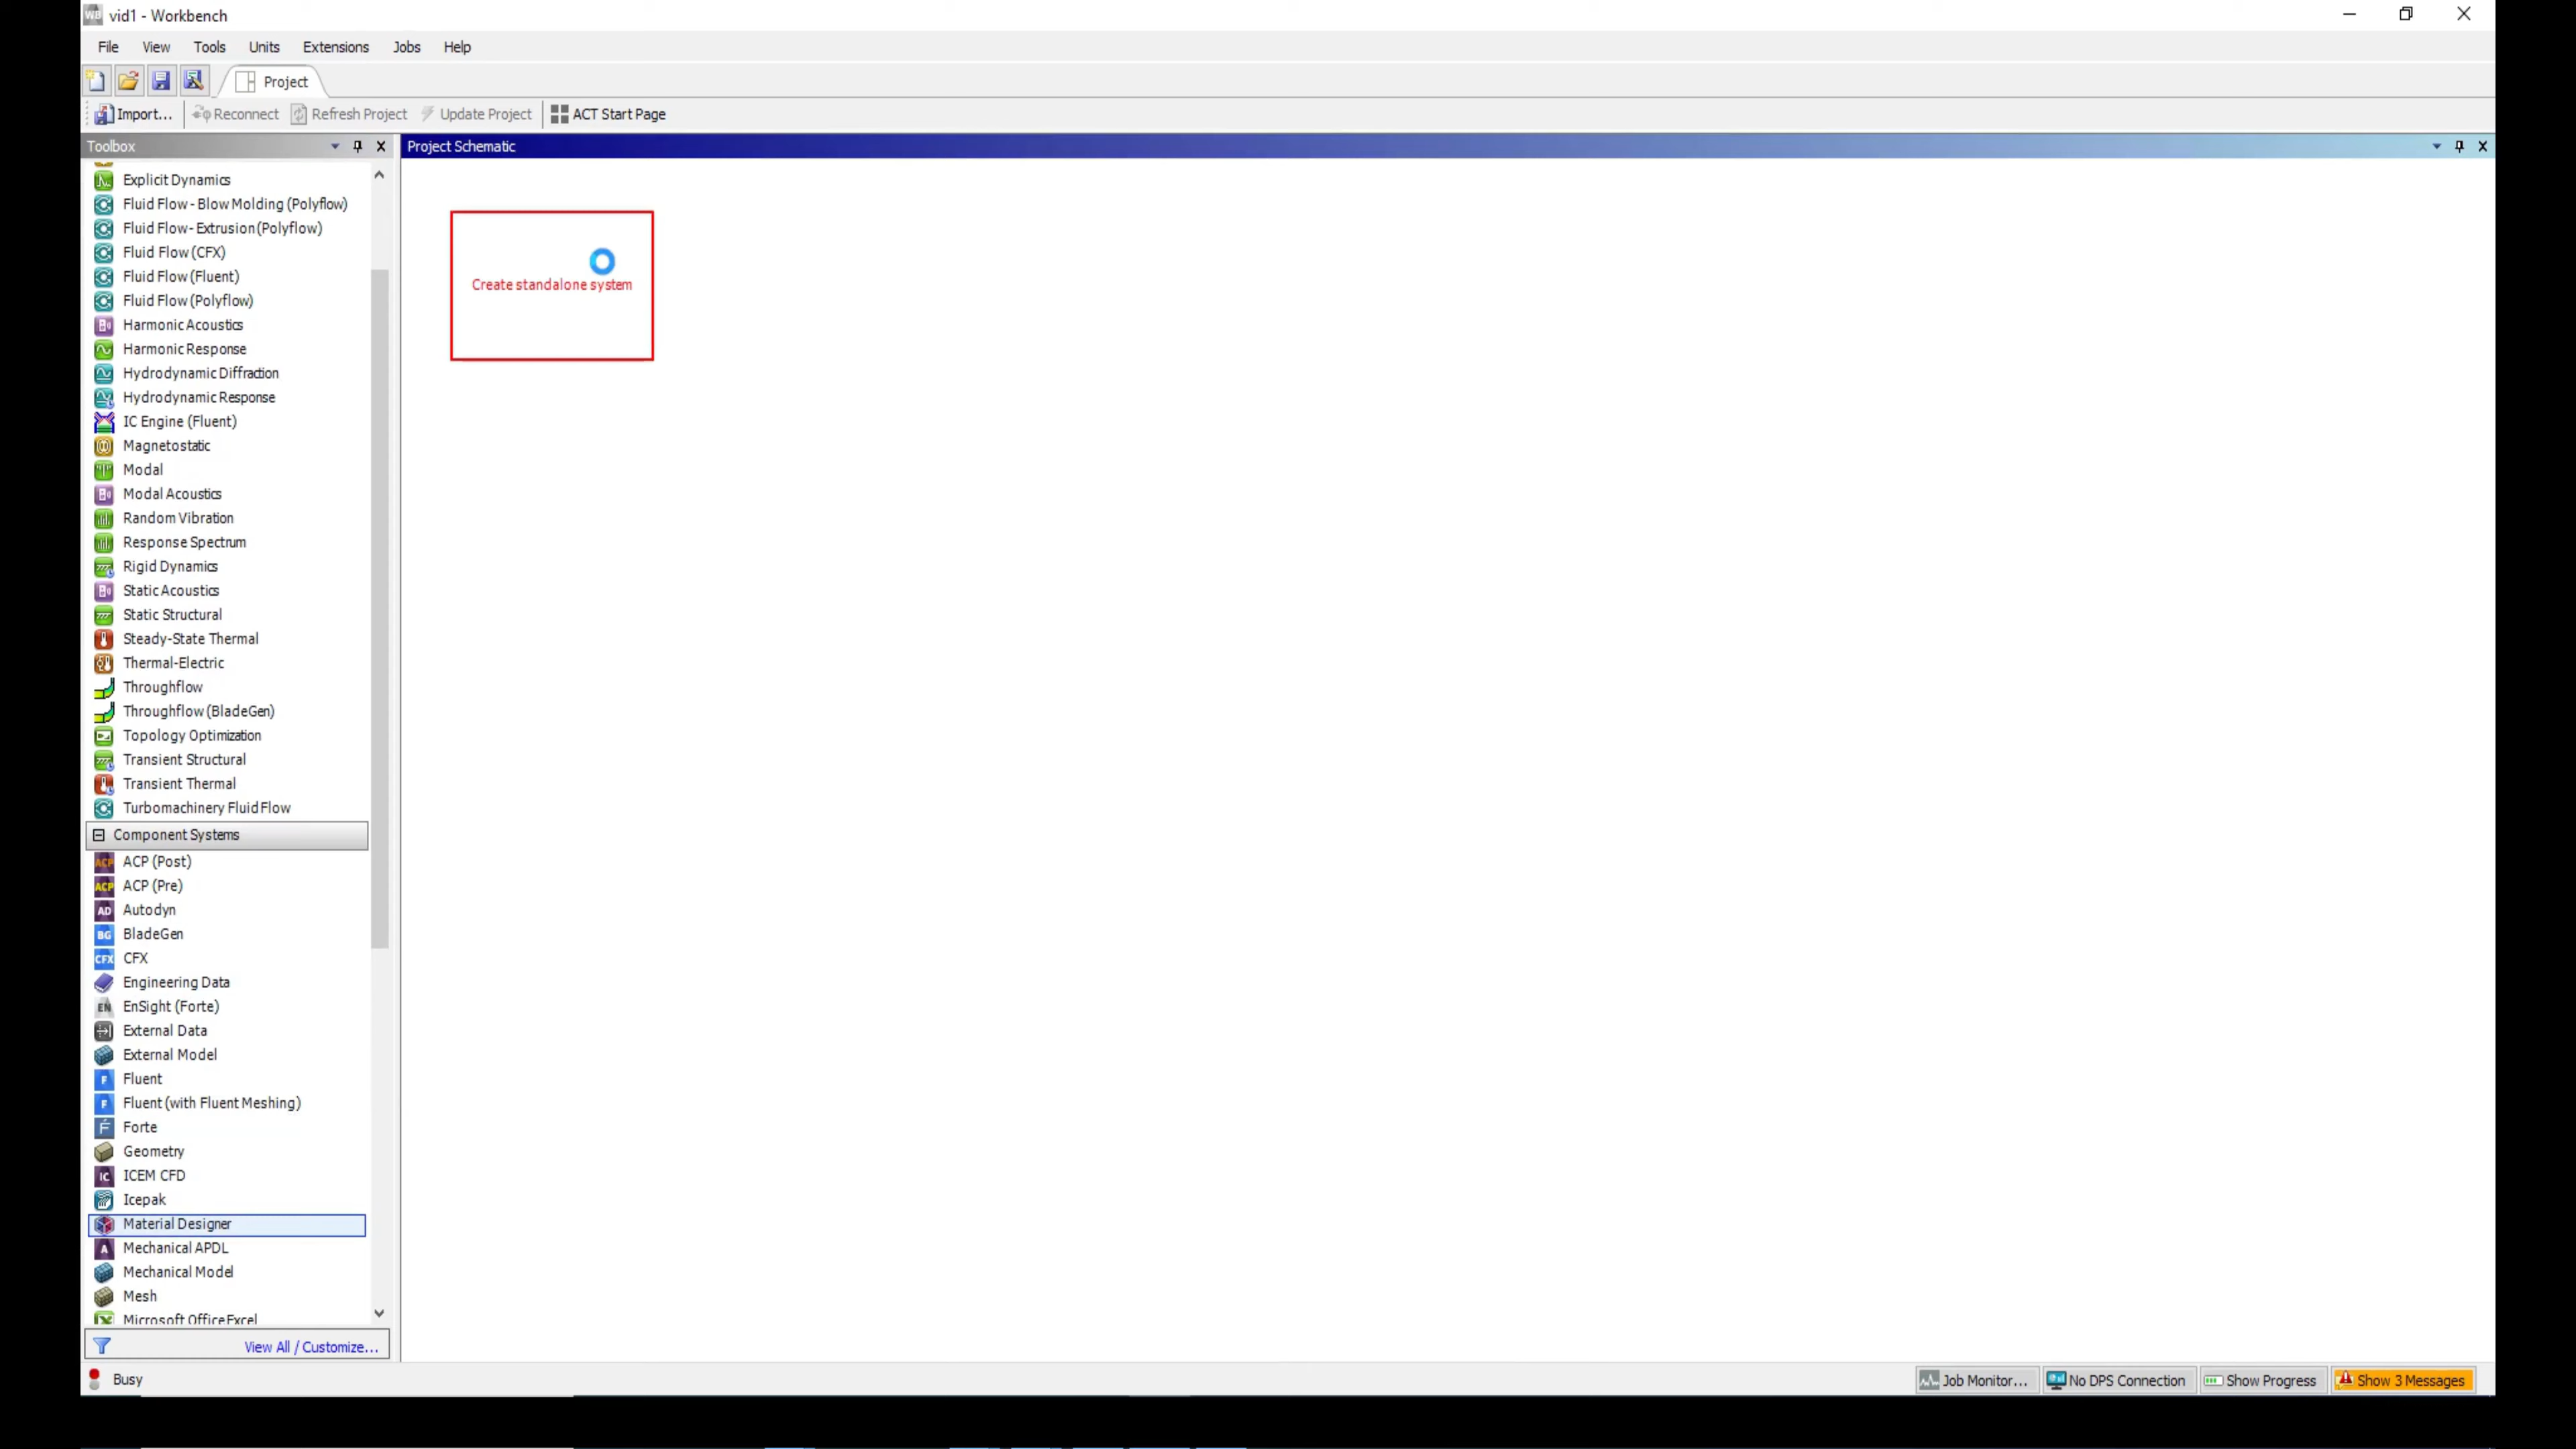 vid1 - Workbench
File View Tools Units Extensions Jobs Help
Project
Import... Reconnect Refresh Project Update Project ACT Start Page
Toolbox
Project Schematic
Explicit Dynamics
Fluid Flow - Blow Molding (Polyflow)
Fluid Flow- Extrusion (Polyflow)
Fluid Flow (CFX)
Fluid Flow (Fluent)
Fluid Flow (Polyflow)
Harmonic Acoustics
Harmonic Response
Hydrodynamic Diffraction
Hydrodynamic Response
IC Engine (Fluent)
Magnetostatic
Modal
Modal Acoustics
Random Vibration
Response Spectrum
Rigid Dynamics
Static Acoustics
Static Structural
Steady-State Thermal
Thermal-Electric
Throughflow
Throughflow (BladeGen)
Topology Optimization
Transient Structural
Transient Thermal
Turbomachinery Fluid Flow
Component Systems
ACP ACP (Post)
ACP ACP (Pre)
AD Autodyn
BG BladeGen
CFX CFX
Engineering Data
EN EnSight (Forte)
External Data
External Model
F Fluent
F Fluent (with Fluent Meshing)
Forte
Geometry
IC ICEM CFD
Icepak
Material Designer
A Mechanical APDL
Mechanical Model
Mesh
Microsoft Office Excel
View All / Customize...
Create standalone system
Busy
Job Monitor... No DPS Connection Show Progress Show 3 Messages